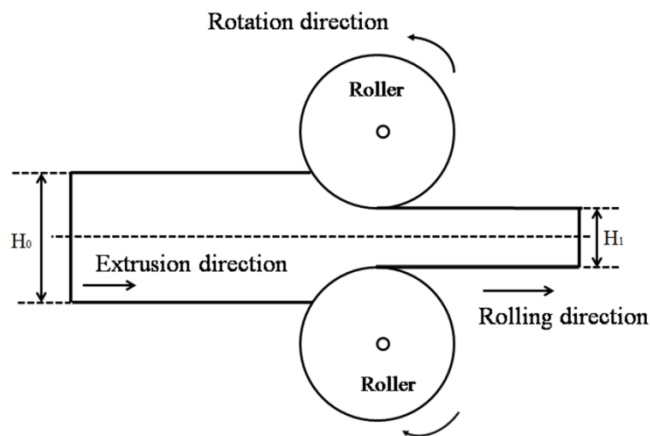 Rotation direction
Roller
H₀
H₁
Extrusion direction
Rolling direction
Roller